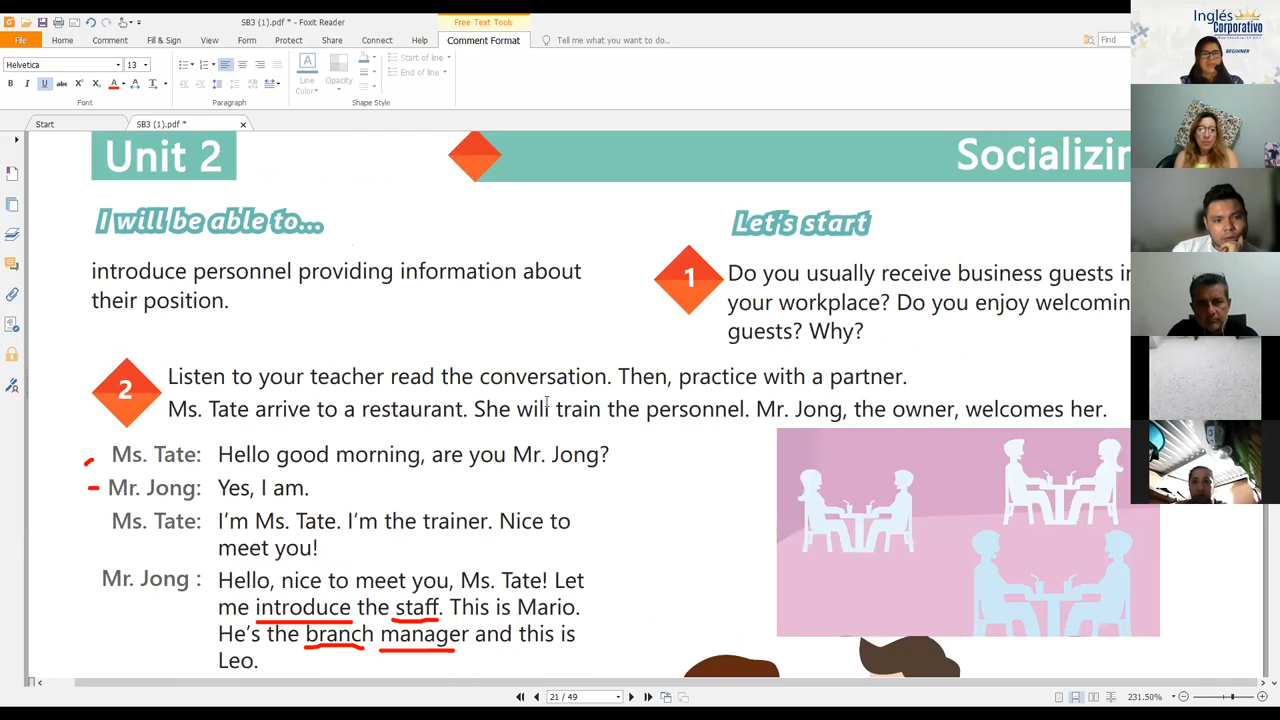 SB3 (1).pdf * - Foxit Reader
Free Text Tools
File Home Comment Fill & Sign View Form Protect Share Connect Help Comment Format Tell me what you want to do.. Find
Helvetica 13
Line Color Opacity Start of line End of line
Font Paragraph Shape Style
Start SB3 (1).pdf *
Inglés Corporativo
BEGINNER
Unit 2 Socializin
I will be able to...
introduce personnel providing information about
their position.
Let's start
1 Do you usually receive business guests in
your workplace? Do you enjoy welcomin
guests? Why?
2 Listen to your teacher read the conversation. Then, practice with a partner.
Ms. Tate arrive to a restaurant. She will train the personnel. Mr. Jong, the owner, welcomes her.
Ms. Tate: Hello good morning, are you Mr. Jong?
Mr. Jong: Yes, I am.
Ms. Tate: I'm Ms. Tate. I'm the trainer. Nice to
meet you!
Mr. Jong : Hello, nice to meet you, Ms. Tate! Let
me introduce the staff. This is Mario.
He's the branch manager and this is
Leo.
21 / 49 231.50%